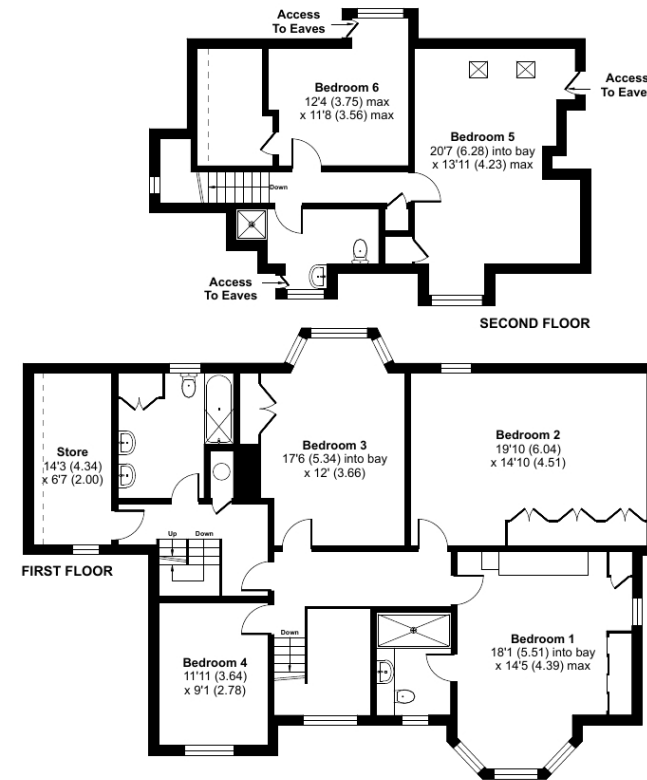 Access
To Eaves
Bedroom 6
12'4 (3.75) max
x 11'8 (3.56) max
Access
To Eave
Bedroom 5
20'7 (6.28) into bay
x 13'11 (4.23) max
Down
Access
To Eaves
SECOND FLOOR
Store
14'3 (4.34)
x 6'7 (2.00)
Bedroom 3
17'6 (5.34) into bay
x 12' (3.66)
Bedroom 2
19'10 (6.04)
x 14'10 (4.51)
Up
Down
FIRST FLOOR
Down
Bedroom 4
11'11 (3.64)
x 9'1 (2.78)
Bedroom 1
18'1 (5.51) into bay
x 14'5 (4.39) max